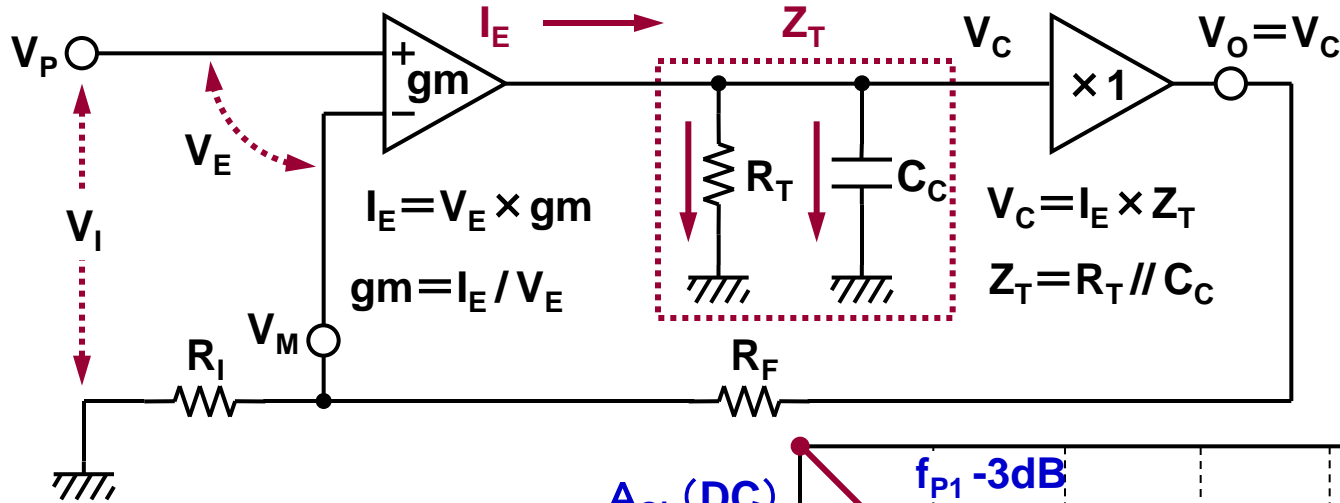 I_E
Z_T
V_C
V_O=V_C
V_P
+
gm
−
×1
V_E
R_T
C_C
V_I
I_E=V_E×gm
V_C=I_E×Z_T
gm=I_E/V_E
Z_T=R_T//C_C
V_M
R_I
R_F
f_P1 -3dB
(DC)